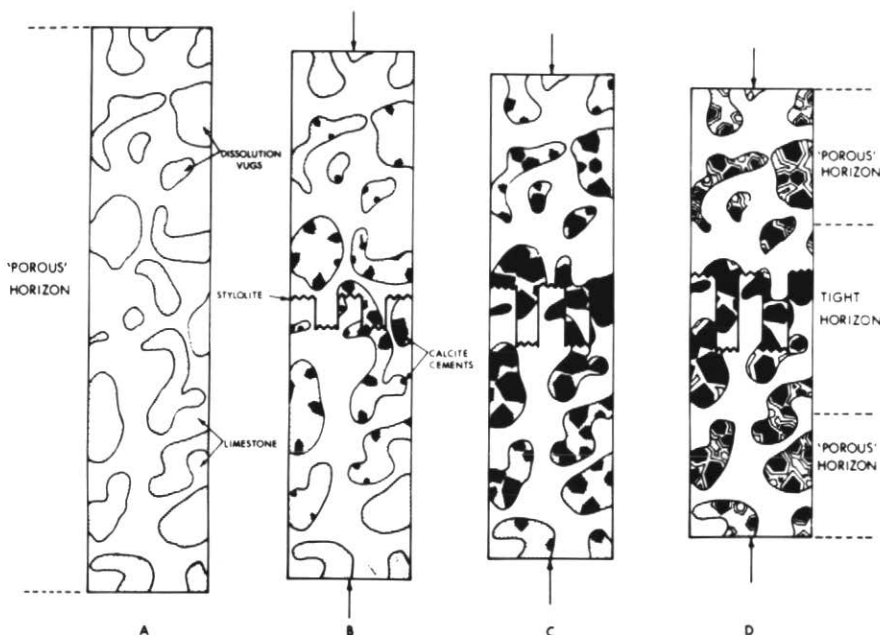 DISSOLUTION
VUGS
'POROUS'
HORIZON
STYLOLITE
CALCITE
CEMENTS
LIMESTONE
'POROUS'
HORIZON
TIGHT
HORIZON
'POROUS'
HORIZON
A
B
C
D